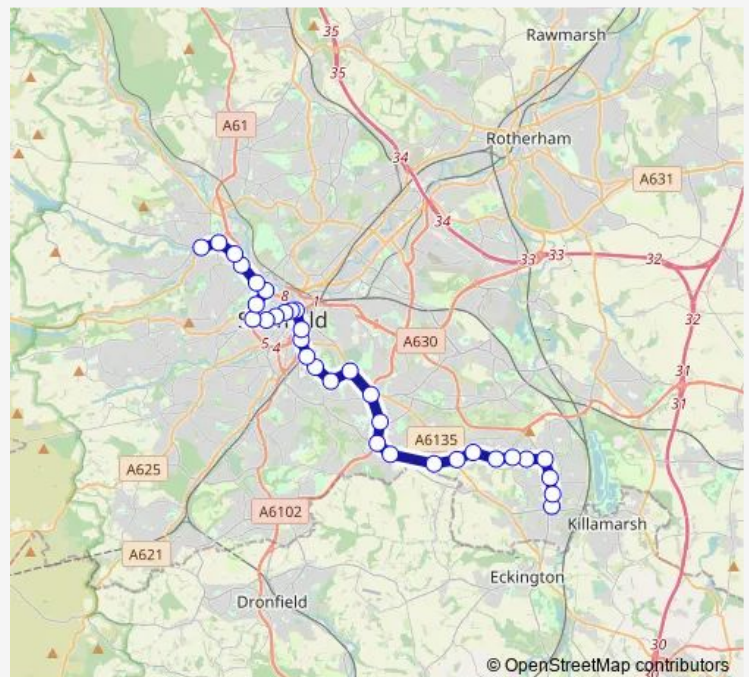 35
Rawmarsh
35
A61
Rotherham
34
A631
34
33
33
32
8
1
32
A630
5
4
31
31
A6135
A625
A6102
Killamarsh
A621
Eckington
Dronfield
30
© OpenStreetMap contributors